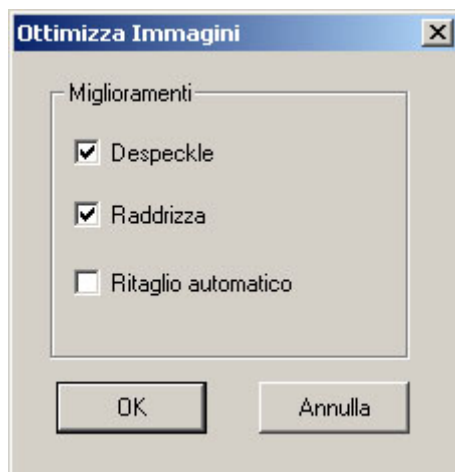 Ottimizza Immagini
Miglioramenti
Despeckle
Raddrizza
Ritaglio automatico
OK
Annulla